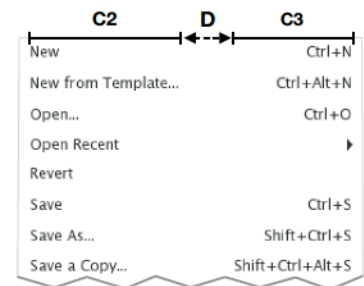 C2 D C3
New Ctrl+N
New from Template... Ctrl+Alt+N
Open... Ctrl+O
Open Recent
Revert
Save Ctrl+S
Save As... Shift+Ctrl+S
Save a Copy... Shift+Ctrl+Alt+S